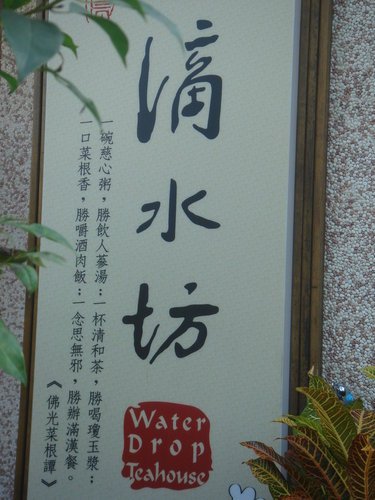 滴水坊
一碗慈心粥，勝飲人蔘湯；一杯清和茶，勝喝瓊玉漿；
一口菜根香，勝嚼酒肉飯；一念思無邪，勝辦滿漢餐。
《佛光菜根譚》
Water
Drop
Teahouse